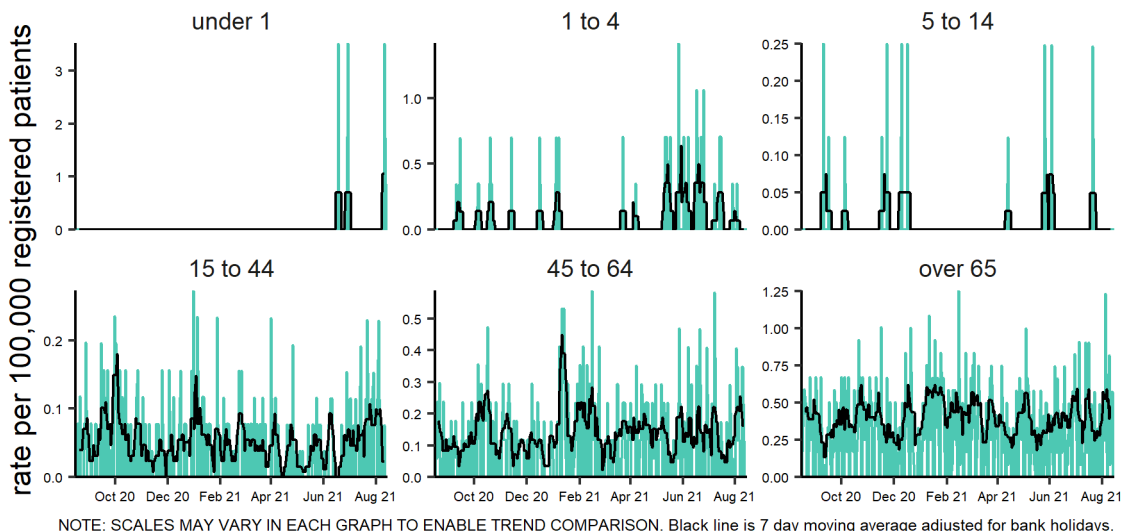 rate per 100,000 registered patients
under 1
1 to 4
5 to 14
3
2
1
0
1.0
0.5
0.0
0.25
0.20
0.15
0.10
0.05
0.00
15 to 44
45 to 64
over 65
0.2
0.1
0.0
0.5
0.4
0.3
0.2
0.1
0.0
1.25
1.00
0.75
0.50
0.25
0.00
Oct 20 Dec 20 Feb 21 Apr 21 Jun 21 Aug 21
Oct 20 Dec 20 Feb 21 Apr 21 Jun 21 Aug 21
Oct 20 Dec 20 Feb 21 Apr 21 Jun 21 Aug 21
NOTE: SCALES MAY VARY IN EACH GRAPH TO ENABLE TREND COMPARISON. Black line is 7 day moving average adjusted for bank holidays.